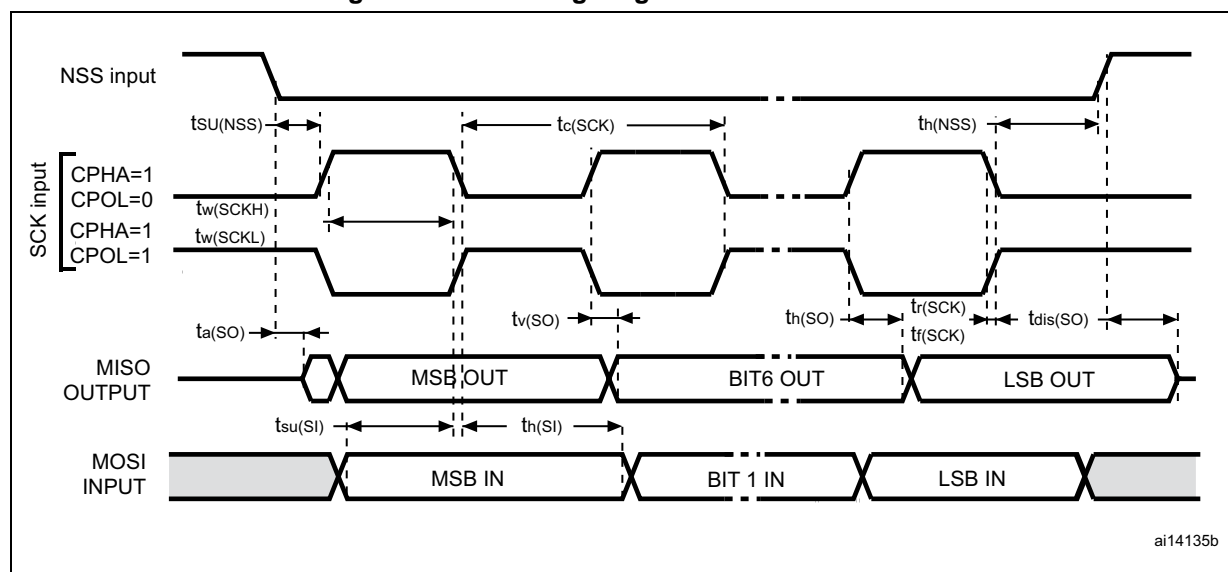 NSS input
tSU(NSS)
tc(SCK)
th(NSS)
SCK input
CPHA=1
CPOL=0
tw(SCKH)
CPHA=1
tw(SCKL)
CPOL=1
ta(SO)
tv(SO)
th(SO)
tr(SCK)
tf(SCK)
tdis(SO)
MISO
OUTPUT
MSB OUT
BIT6 OUT
LSB OUT
tsu(SI)
th(SI)
MOSI
INPUT
MSB IN
BIT 1 IN
LSB IN
ai14135b